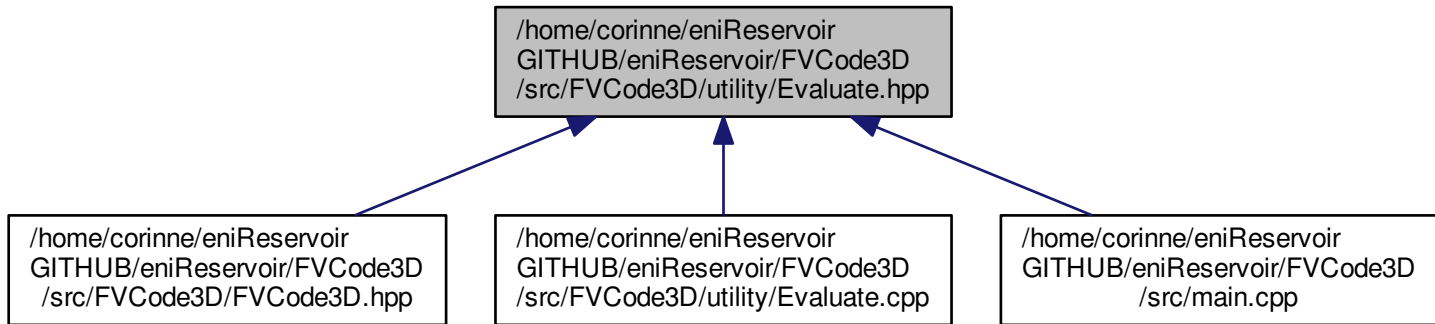 /home/corinne/eniReservoir
GITHUB/eniReservoir/FVCode3D
/src/FVCode3D/utility/Evaluate.hpp
/home/corinne/eniReservoir
GITHUB/eniReservoir/FVCode3D
/src/FVCode3D/FVCode3D.hpp
/home/corinne/eniReservoir
GITHUB/eniReservoir/FVCode3D
/src/FVCode3D/utility/Evaluate.cpp
/home/corinne/eniReservoir
GITHUB/eniReservoir/FVCode3D
/src/main.cpp